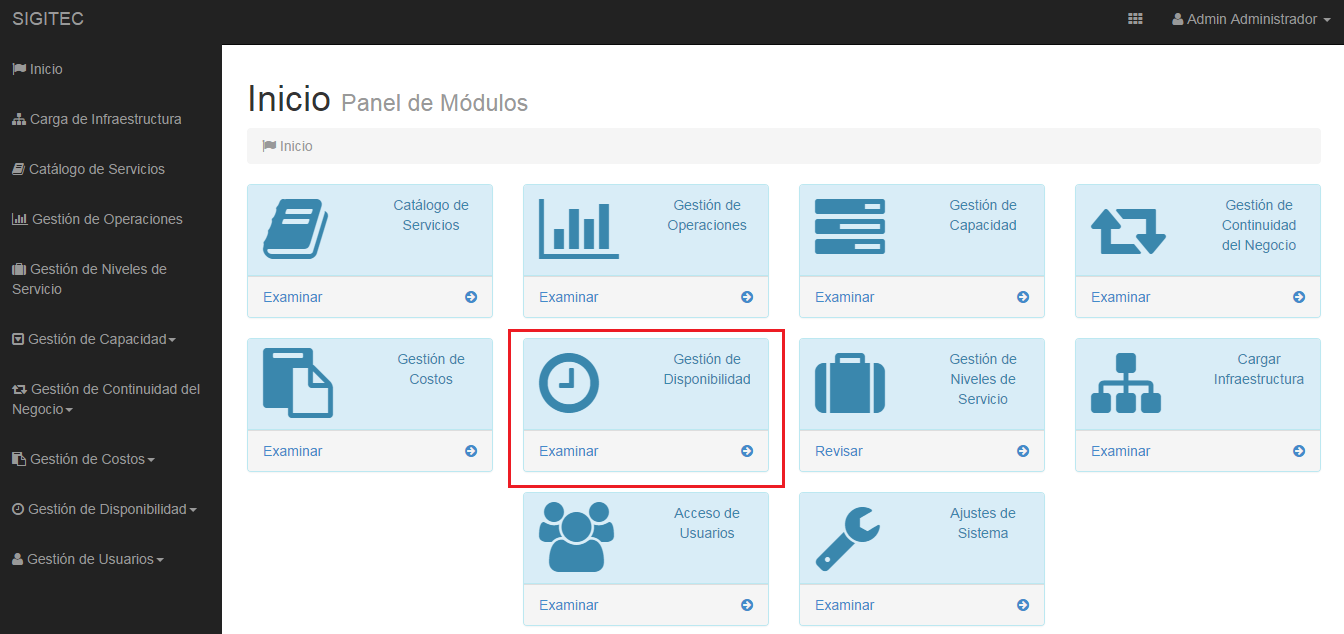 SIGITEC
Admin Administrador
Inicio
Carga de Infraestructura
Catálogo de Servicios
Gestión de Operaciones
Gestión de Niveles de
Servicio
Gestión de Capacidad
Gestión de Continuidad del
Negocio
Gestión de Costos
Gestión de Disponibilidad
Gestión de Usuarios
Inicio Panel de Módulos
Inicio
Catálogo de
Servicios
Examinar
Gestión de
Operaciones
Examinar
Gestión de
Capacidad
Examinar
Gestión de
Continuidad
del Negocio
Examinar
Gestión de
Costos
Examinar
Gestión de
Disponibilidad
Examinar
Gestión de
Niveles de
Servicio
Revisar
Cargar
Infraestructura
Examinar
Acceso de
Usuarios
Examinar
Ajustes de
Sistema
Examinar